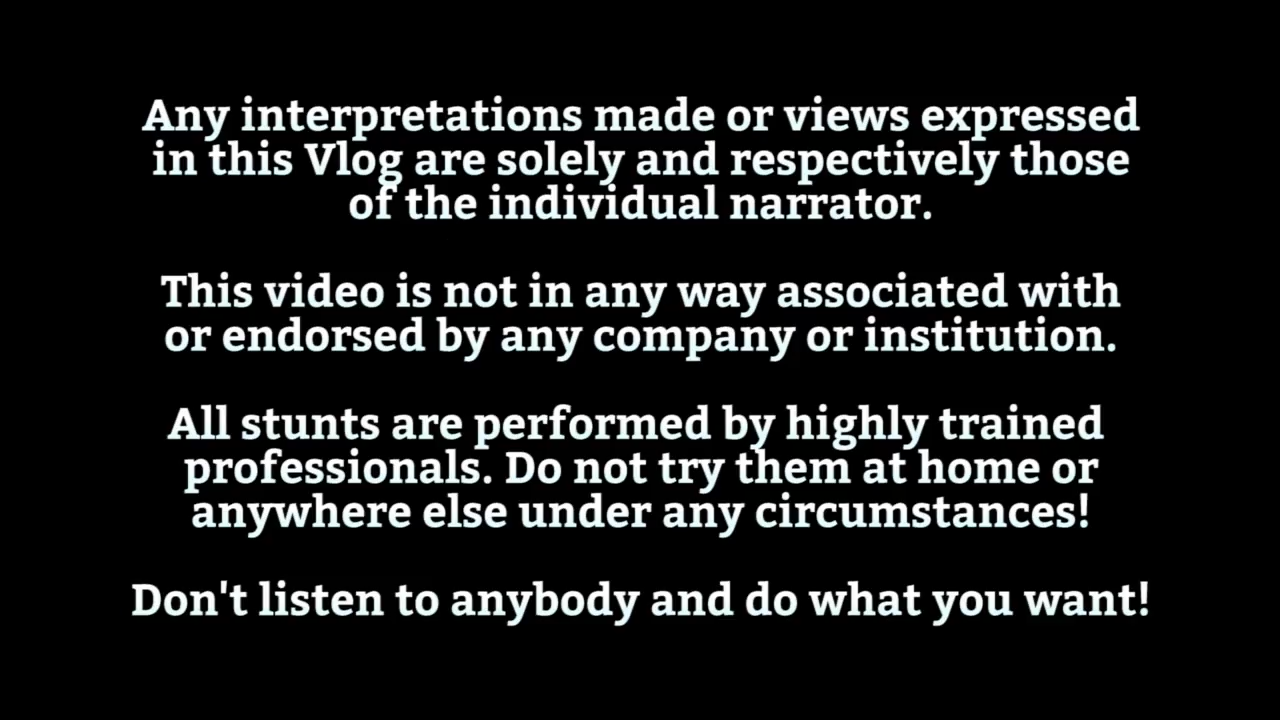 Any interpretations made or views expressed
in this Vlog are solely and respectively those
of the individual narrator.
This video is not in any way associated with
or endorsed by any company or institution.
All stunts are performed by highly trained
professionals. Do not try them at home or
anywhere else under any circumstances!
Don't listen to anybody and do what you want!